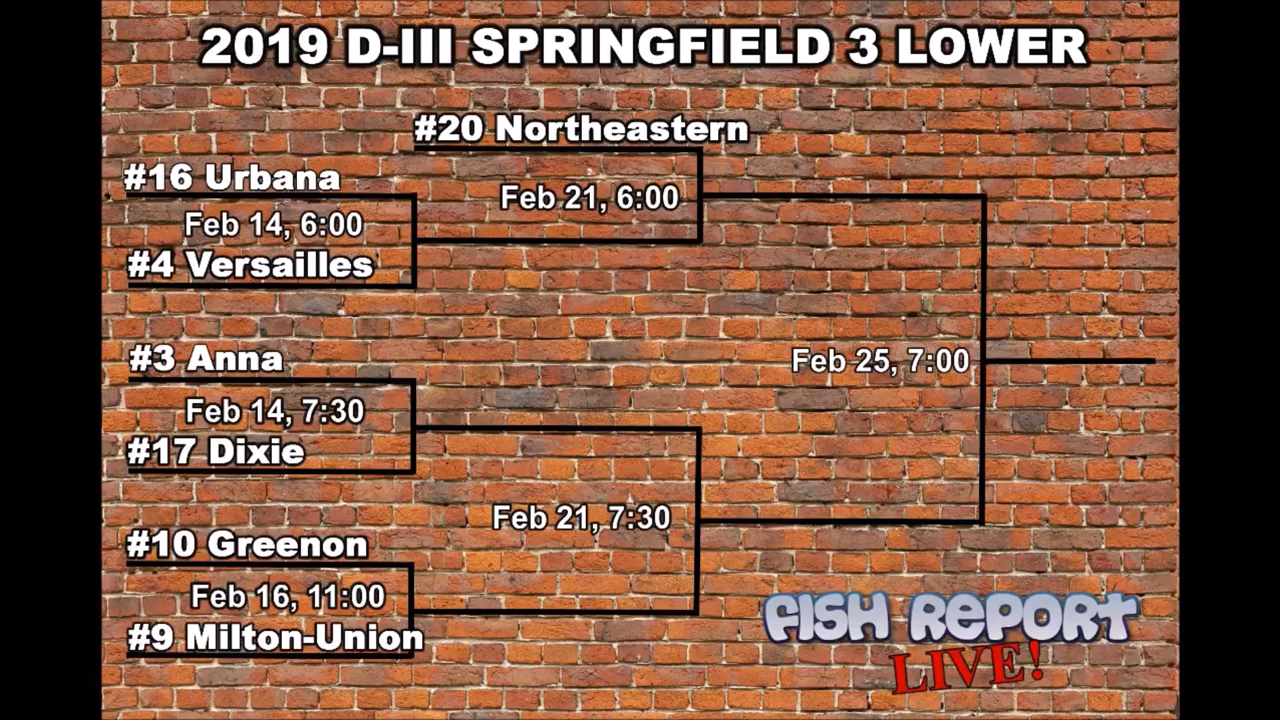 2019 D-III SPRINGFIELD 3 LOWER
#20 Northeastern
#16 Urbana
Feb 21, 6:00
Feb 14, 6:00
#4 Versailles
#3 Anna
Feb 25, 7:00
Feb 14, 7:30
#17 Dixie
Feb 21, 7:30
#10 Greenon
Feb 16, 11:00
#9 Milton-Union
FISH REPORT
LIVE!